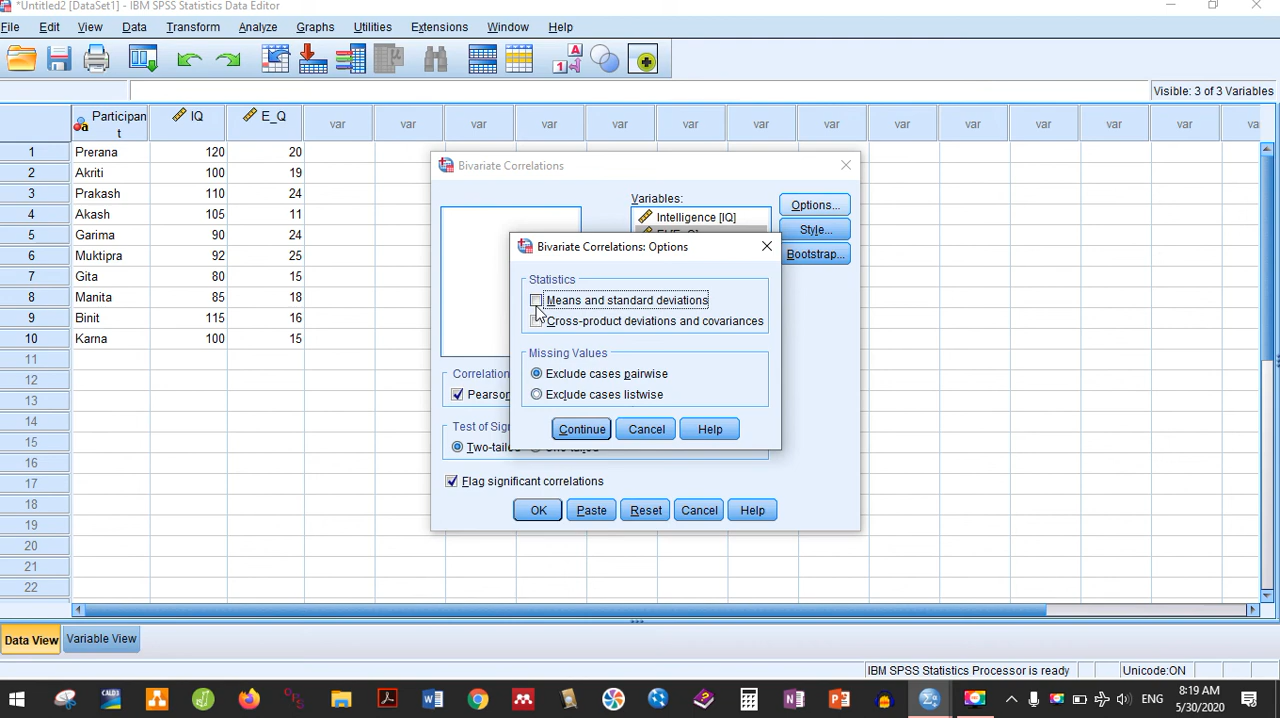 *Untitled2 [DataSet1] - IBM SPSS Statistics Data Editor
File Edit View Data Transform Analyze Graphs Utilities Extensions Window Help
Visible: 3 of 3 Variables
Participant IQ E_Q var var var var var var var var var var var var var
1 Prerana 120 20
2 Akriti 100 19
3 Prakash 110 24
4 Akash 105 11
5 Garima 90 24
6 Muktipra 92 25
7 Gita 80 15
8 Manita 85 18
9 Binit 115 16
10 Karna 100 15
11
12
13
14
15
16
17
18
19
20
21
22
Bivariate Correlations
Variables:
Intelligence [IQ]
Options...
Style...
Bootstrap...
Bivariate Correlations: Options
Statistics
Means and standard deviations
Cross-product deviations and covariances
Missing Values
Exclude cases pairwise
Exclude cases listwise
Continue Cancel Help
Correlation
Pearson
Test of Sig
Two-tailed
Flag significant correlations
OK Paste Reset Cancel Help
Data View Variable View
IBM SPSS Statistics Processor is ready Unicode:ON
ENG 8:19 AM
5/30/2020